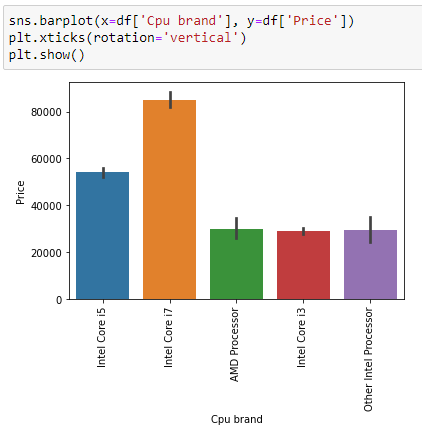 sns.barplot(x=df['Cpu brand'], y=df['Price'])
plt.xticks(rotation='vertical')
plt.show()
80000
60000
40000
20000
0
Price
Intel Core i5
Intel Core i7
AMD Processor
Intel Core i3
Other Intel Processor
Cpu brand